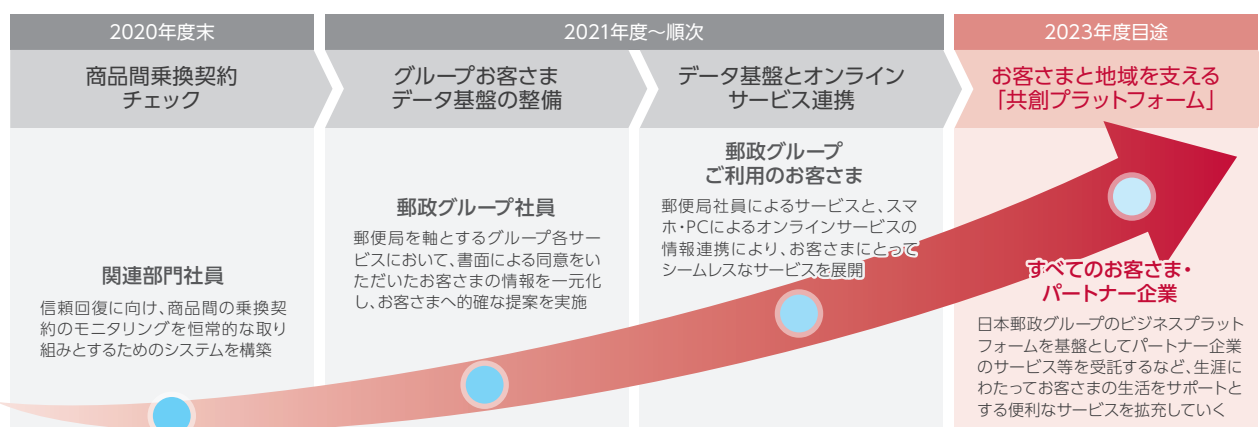 2020年度末
2021年度～順次
2023年度目途
商品間乗換契約
チェック
グループお客さま
データ基盤の整備
データ基盤とオンライン
サービス連携
お客さまと地域を支える
「共創プラットフォーム」
関連部門社員
信頼回復に向け、商品間の乗換契
約のモニタリングを恒常的な取り
組みとするためのシステムを構築
郵政グループ社員
郵便局を軸とするグループ各サー
ビスにおいて、書面による同意をい
ただいたお客さまの情報を一元化
し、お客さまへ的確な提案を実施
郵政グループ
ご利用のお客さま
郵便局社員によるサービスと、スマ
ホ・PCによるオンラインサービスの
情報連携により、お客さまにとって
シームレスなサービスを展開
すべてのお客さま・
パートナー企業
日本郵政グループのビジネスプラット
フォームを基盤としてパートナー企業
のサービス等を受託するなど、生涯に
わたってお客さまの生活をサポートと
する便利なサービスを拡充していく